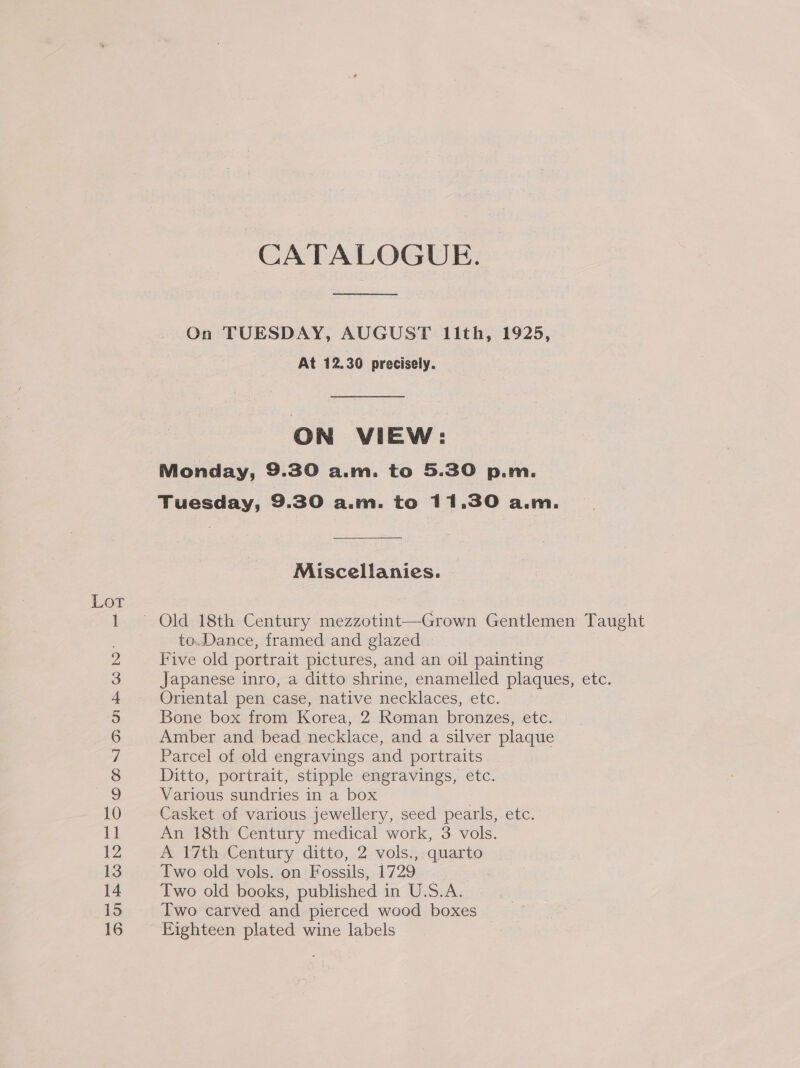 CATALOGUE.
On TUESDAY, AUGUST 11th, 1925,
At 12.30 precisely.
ON VIEW:
Monday, 9.30 a.m. to 5.30 p.m.
Tuesday, 9.30 a.m. to 11.30 a.m.
Miscellanies.
LOT
1 Old 18th Century mezzotint—Grown Gentlemen Taught
to Dance, framed and glazed
2 Five old portrait pictures, and an oil painting
3 Japanese inro, a ditto shrine, enamelled plaques, etc.
4 Oriental pen case, native necklaces, etc.
5 Bone box from Korea, 2 Roman bronzes, etc.
6 Amber and bead necklace, and a silver plaque
7 Parcel of old engravings and portraits
8 Ditto, portrait, stipple engravings, etc.
9 Various sundries in a box
10 Casket of various jewellery, seed pearls, etc.
11 An 18th Century medical work, 3 vols.
12 A 17th Century ditto, 2 vols., quarto
13 Two old vols. on Fossils, 1729
14 Two old books, published in U.S.A.
15 Two carved and pierced wood boxes
16 Eighteen plated wine labels